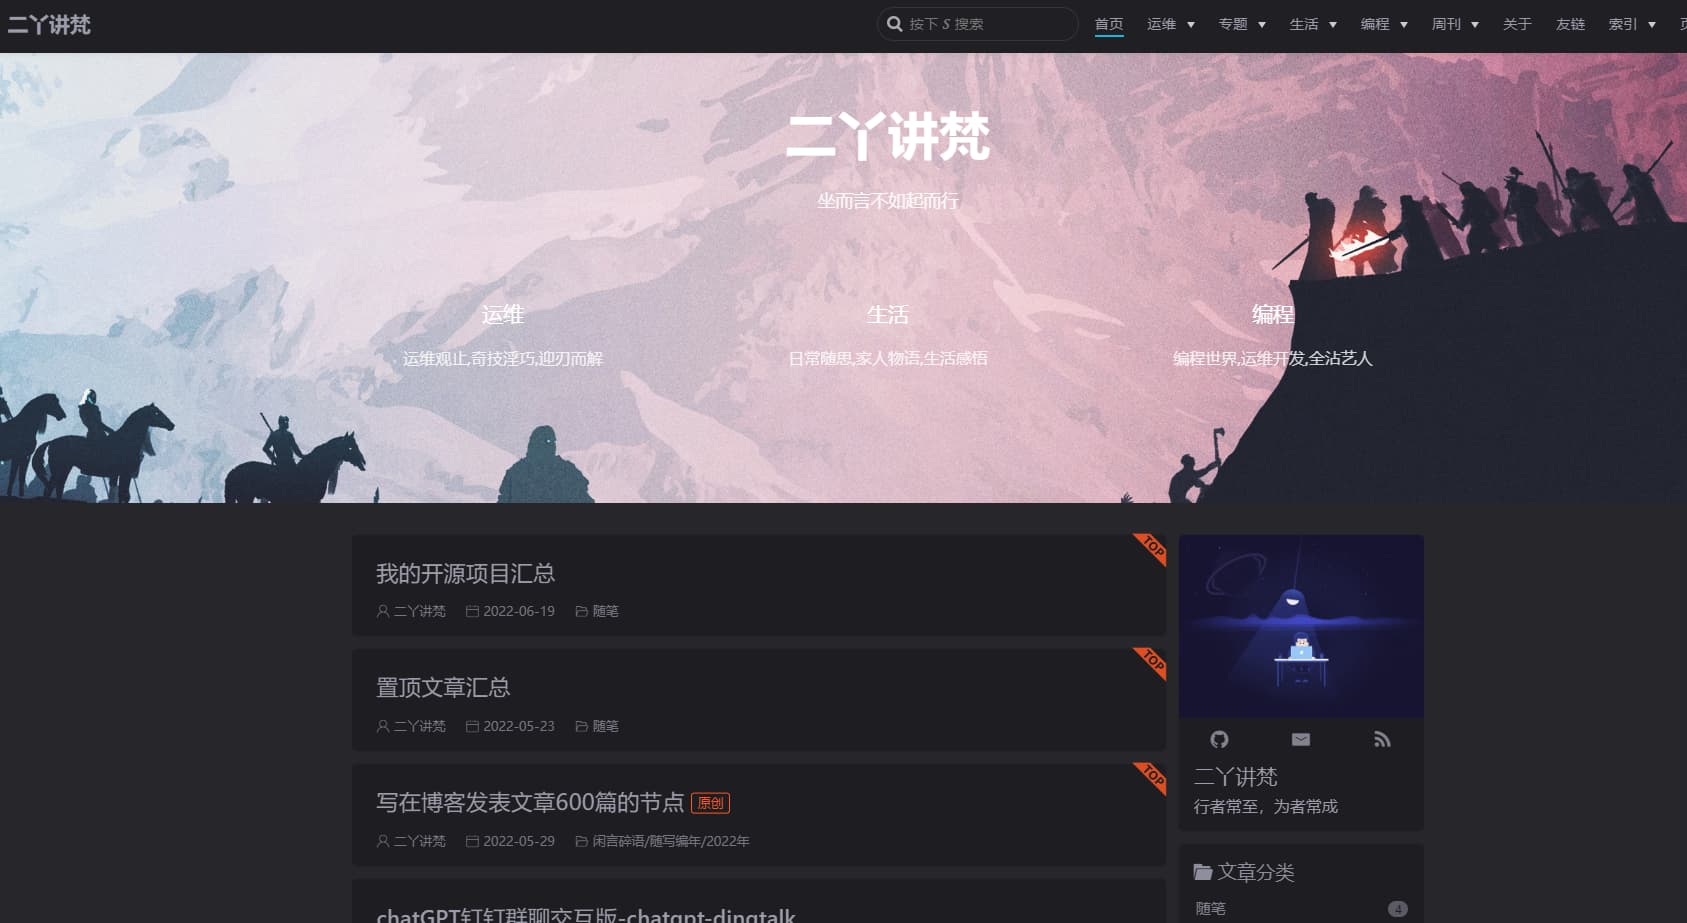 二丫讲梵
按下 S 搜索 首页 运维 专题 生活 编程 周刊 关于 友链 索引
二丫讲梵
坐而言不如起而行
运维 生活 编程
运维观止,奇技淫巧,迎刃而解 日常随思,家人物语,生活感悟 编程世界,运维开发,全沾艺人
我的开源项目汇总
TOP
二丫讲梵 2022-06-19 随笔
置顶文章汇总
TOP
二丫讲梵 2022-05-23 随笔
写在博客发表文章600篇的节点 原创
TOP
二丫讲梵 2022-05-29 闲言碎语/随写编年/2022年
chatGPT钉钉群聊交互版-chatgpt-dingtalk
二丫讲梵
行者常至，为者常成
文章分类
随笔 4